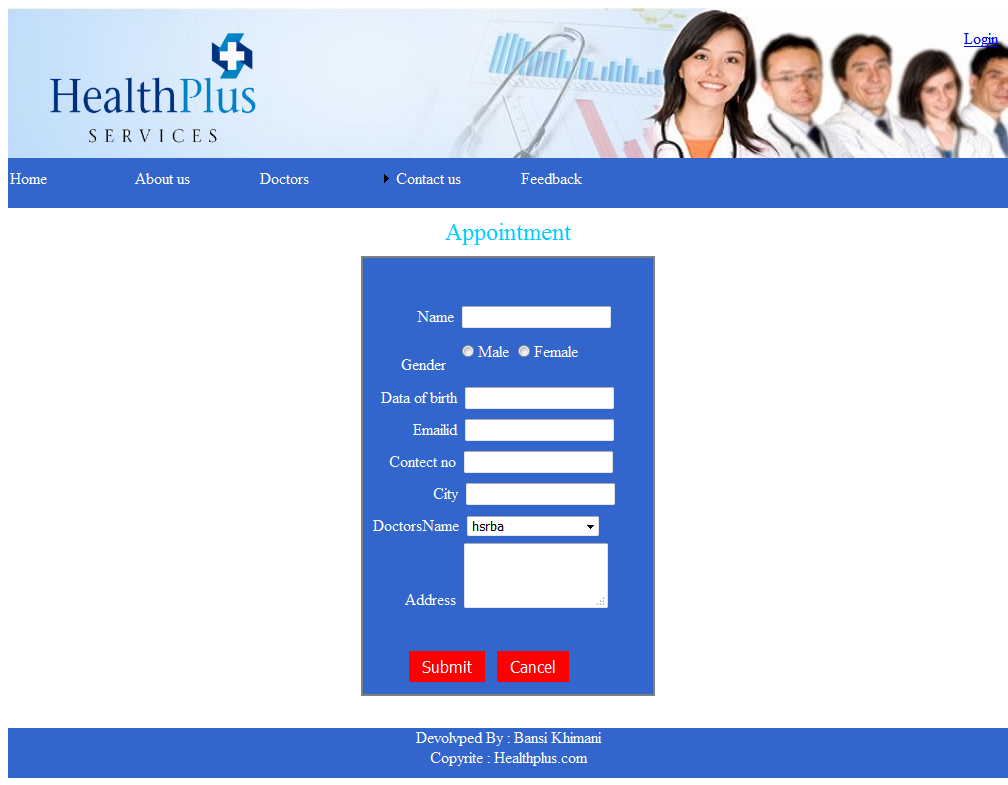 Login
HealthPlus
SERVICES
Home About us Doctors Contact us Feedback
Appointment
Name
Male Female
Gender
Data of birth
Emailid
Contect no
City
DoctorsName hsrba
Address
Submit Cancel
Devolvped By : Bansi Khimani
Copyrite : Healthplus.com